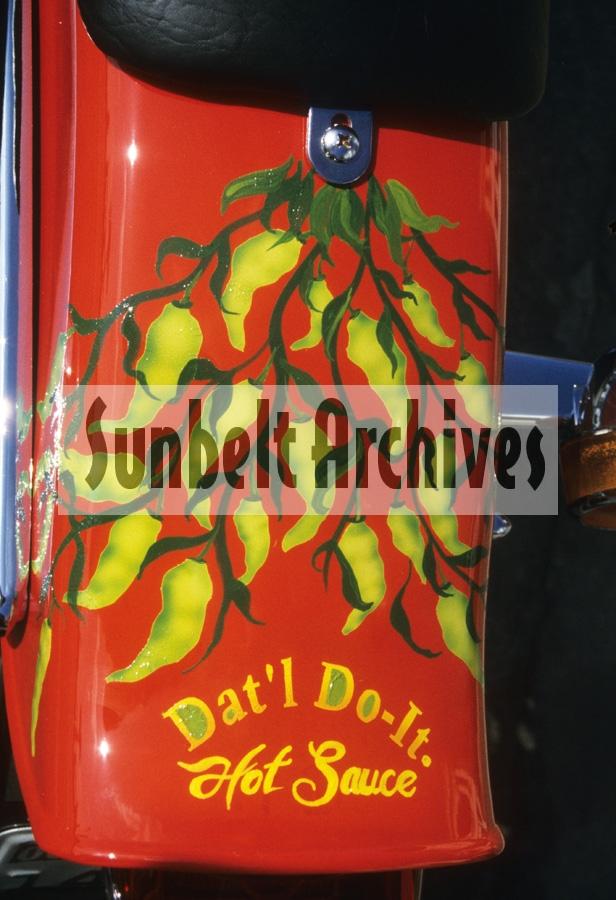 Sunbelt Archives
Dat'l Do-It.
Hot Sauce